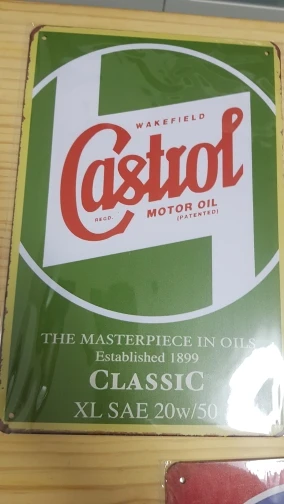 WAKEFIELD
Castrol
REGD.
MOTOR OIL
(PATENTED)
THE MASTERPIECE IN OILS
Established 1899
CLASSIC
XL SAE 20w/50